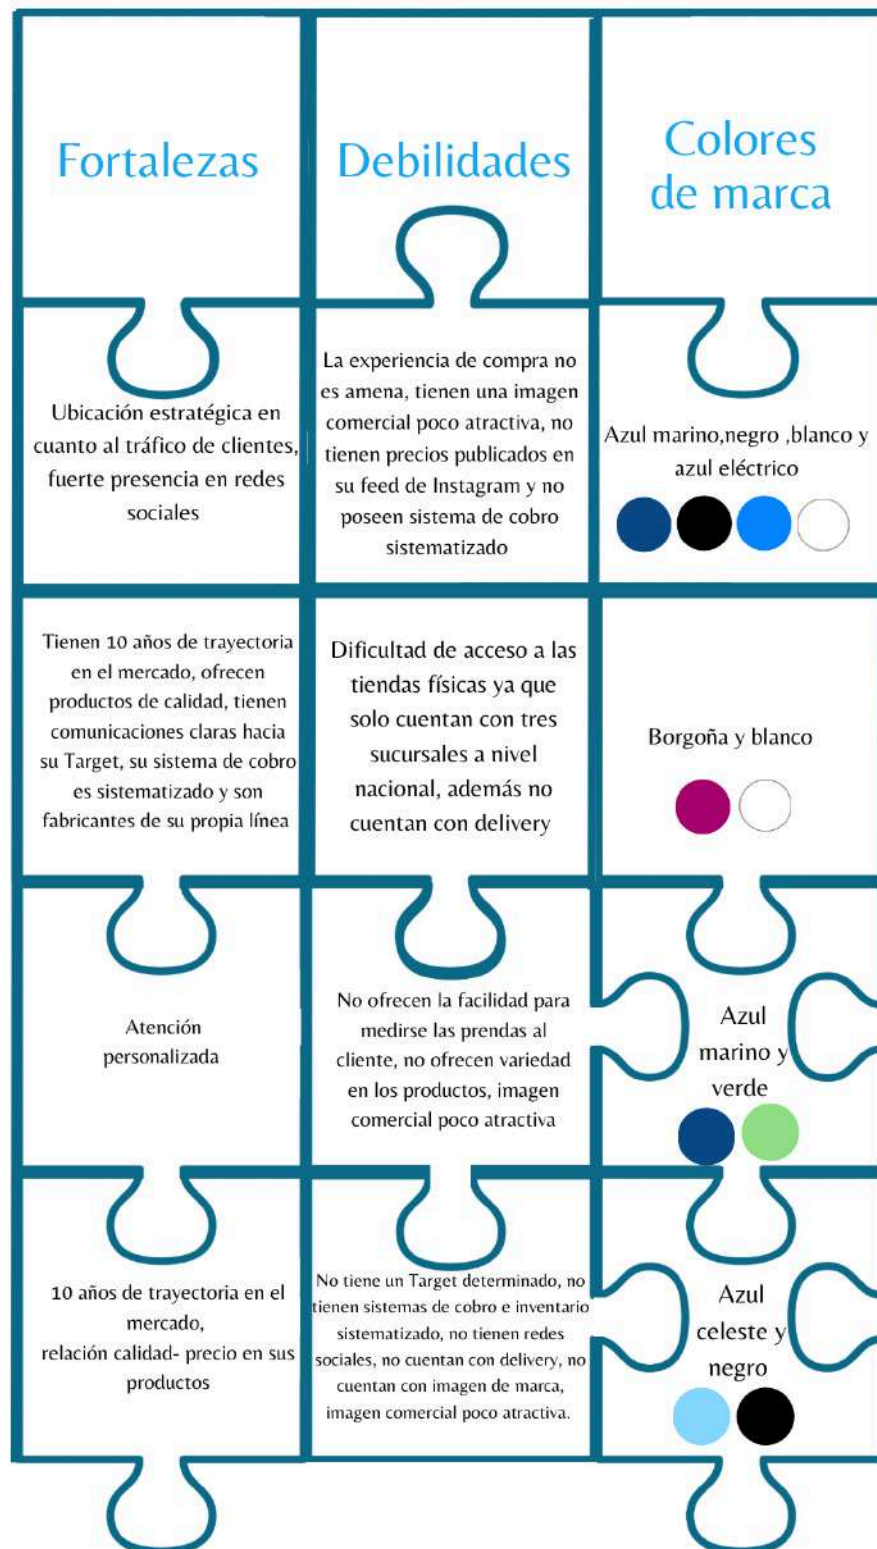 Fortalezas
Debilidades
Colores
de marca
Ubicación estratégica en
cuanto al tráfico de clientes,
fuerte presencia en redes
sociales
La experiencia de compra no
es amena, tienen una imagen
comercial poco atractiva, no
tienen precios publicados en
su feed de Instagram y no
poseen sistema de cobro
sistematizado
Azul marino,negro ,blanco y
azul eléctrico
Tienen 10 años de trayectoria
en el mercado, ofrecen
productos de calidad, tienen
comunicaciones claras hacia
su Target, su sistema de cobro
es sistematizado y son
fabricantes de su propia línea
Dificultad de acceso a las
tiendas físicas ya que
solo cuentan con tres
sucursales a nivel
nacional, además no
cuentan con delivery
Borgoña y blanco
Atención
personalizada
No ofrecen la facilidad para
medirse las prendas al
cliente, no ofrecen variedad
en los productos, imagen
comercial poco atractiva
Azul
marino y
verde
10 años de trayectoria en el
mercado,
relación calidad- precio en sus
productos
No tiene un Target determinado, no
tienen sistemas de cobro e inventario
sistematizado, no tienen redes
sociales, no cuentan con delivery, no
cuentan con imagen de marca,
imagen comercial poco atractiva.
Azul
celeste y
negro